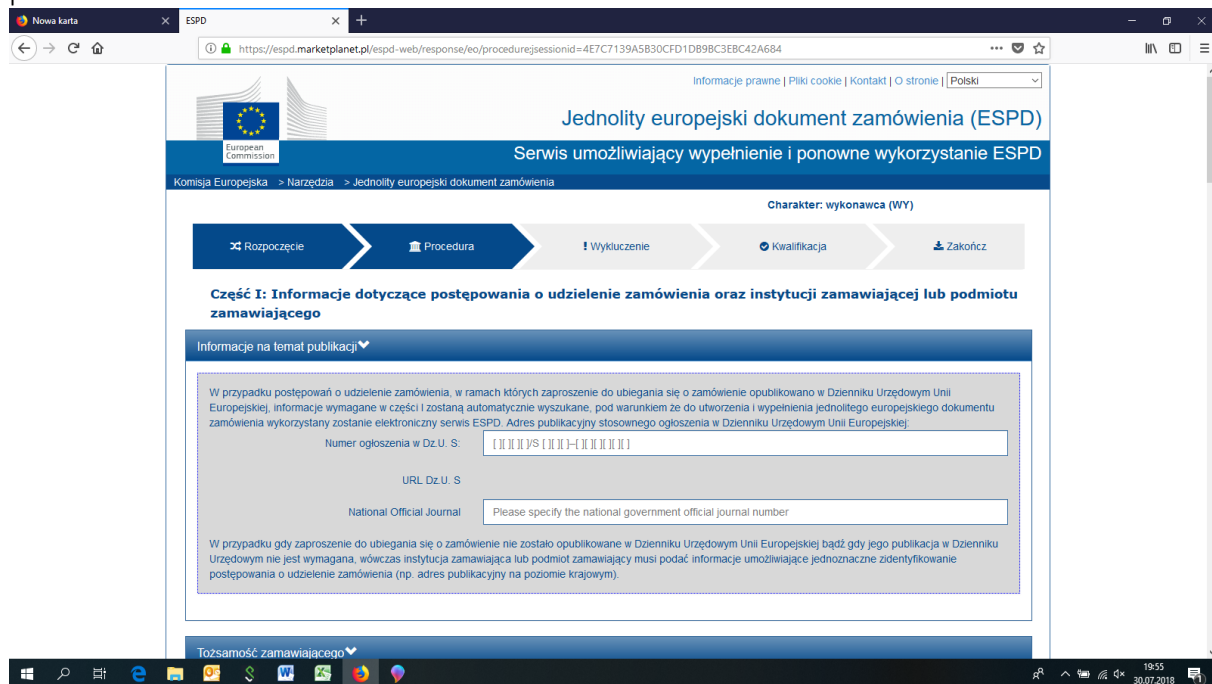 Nowa karta
ESPD
https://espd.marketplanet.pl/espd-web/response/eo/procedurejsessionid=4E7C7139A5B30CFD1DB9BC3EBC42A684
Informacje prawne | Pliki cookie | Kontakt | O stronie | Polski
Jednolity europejski dokument zamówienia (ESPD)
European
Commission
Serwis umożliwiający wypełnienie i ponowne wykorzystanie ESPD
Komisja Europejska > Narzędzia > Jednolity europejski dokument zamówienia
Charakter: wykonawca (WY)
Rozpoczęcie
Procedura
Wykluczenie
Kwalifikacja
Zakończ
Część I: Informacje dotyczące postępowania o udzielenie zamówienia oraz instytucji zamawiającej lub podmiotu
zamawiającego
Informacje na temat publikacji
W przypadku postępowań o udzielenie zamówienia, w ramach których zaproszenie do ubiegania się o zamówienie opublikowano w Dzienniku Urzędowym Unii
Europejskiej, informacje wymagane w części I zostaną automatycznie wyszukane, pod warunkiem że do utworzenia i wypełnienia jednolitego europejskiego dokumentu
zamówienia wykorzystany zostanie elektroniczny serwis ESPD. Adres publikacyjny stosownego ogłoszenia w Dzienniku Urzędowym Unii Europejskiej:
Numer ogłoszenia w Dz.U. S:
[ ][ ][ ][ ]/S [ ][ ][ ]–[ ][ ][ ][ ][ ][ ][ ]
URL Dz.U. S
National Official Journal
Please specify the national government official journal number
W przypadku gdy zaproszenie do ubiegania się o zamówienie nie zostało opublikowane w Dzienniku Urzędowym Unii Europejskiej bądź gdy jego publikacja w Dzienniku
Urzędowym nie jest wymagana, wówczas instytucja zamawiająca lub podmiot zamawiający musi podać informacje umożliwiające jednoznaczne zidentyfikowanie
postępowania o udzielenie zamówienia (np. adres publikacyjny na poziomie krajowym).
Tożsamość zamawiającego
19:55
30.07.2018